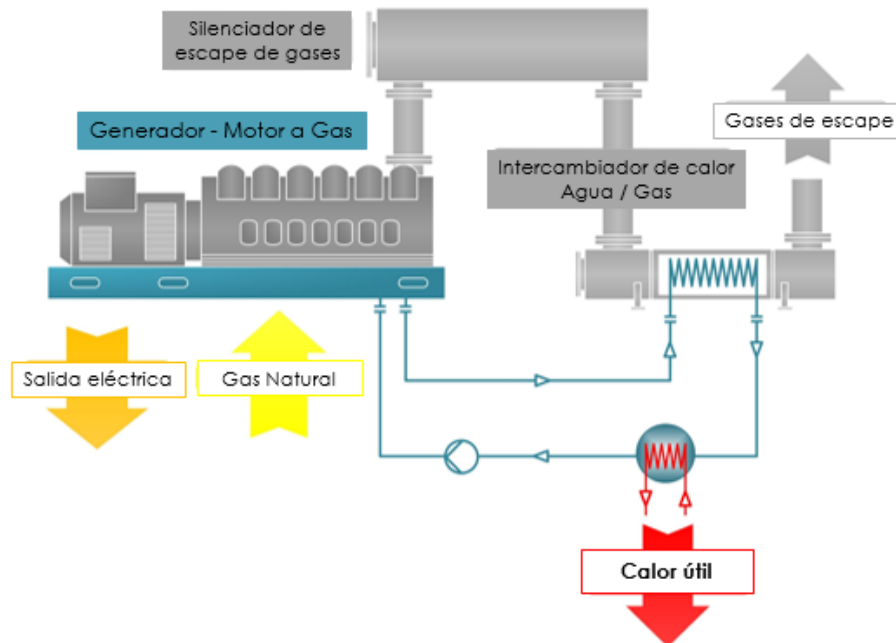 Silenciador de
escape de gases
Generador - Motor a Gas
Gases de escape
Intercambiador de calor
Agua / Gas
Salida eléctrica
Gas Natural
Calor útil